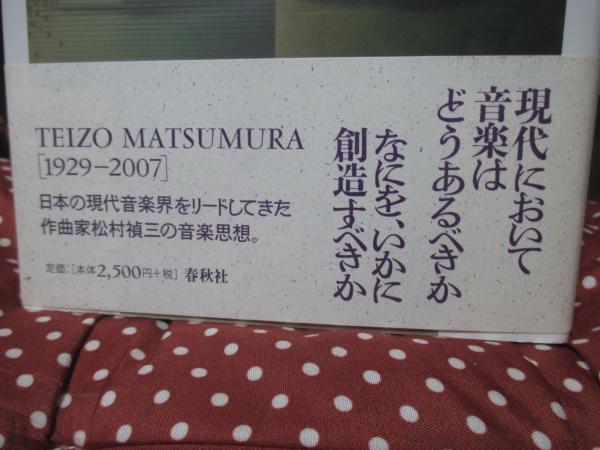 現代において
音楽は
どうあるべきか
なにを、いかに
創造すべきか
TEIZO MATSUMURA
[1929−2007]
日本の現代音楽界をリードしてきた
作曲家松村禎三の音楽思想。
定価:[本体2,500円+税] 春秋社